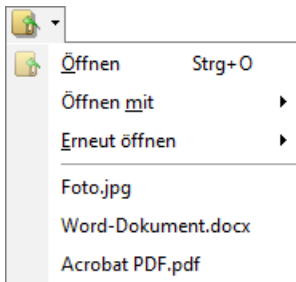 Öffnen Strg+O
Öffnen mit
Erneut öffnen
Foto.jpg
Word-Dokument.docx
Acrobat PDF.pdf